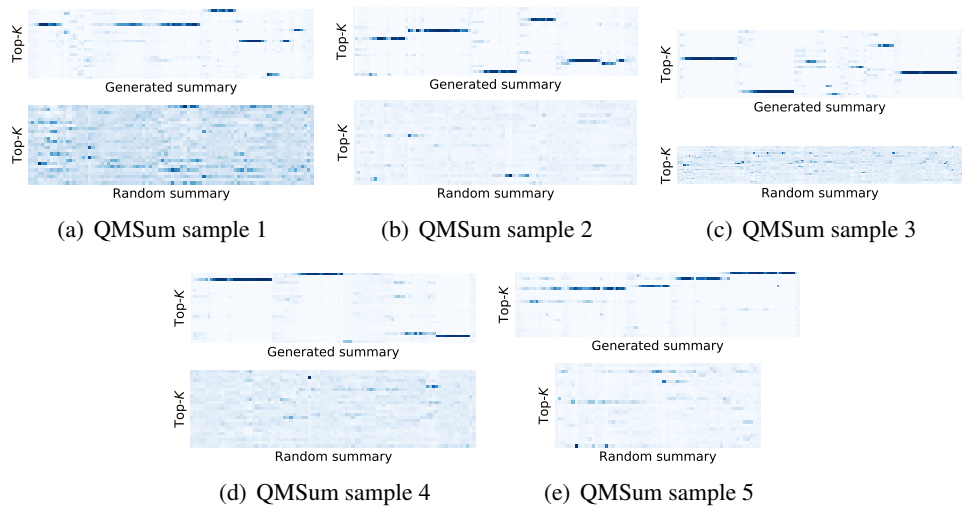 Top-K
Generated summary
Top-K
Random summary
(a) QMSum sample 1
Top-K
Generated summary
Top-K
Random summary
(b) QMSum sample 2
Top-K
Generated summary
Top-K
Random summary
(c) QMSum sample 3
Top-K
Generated summary
Top-K
Random summary
(d) QMSum sample 4
Top-K
Generated summary
Top-K
Random summary
(e) QMSum sample 5